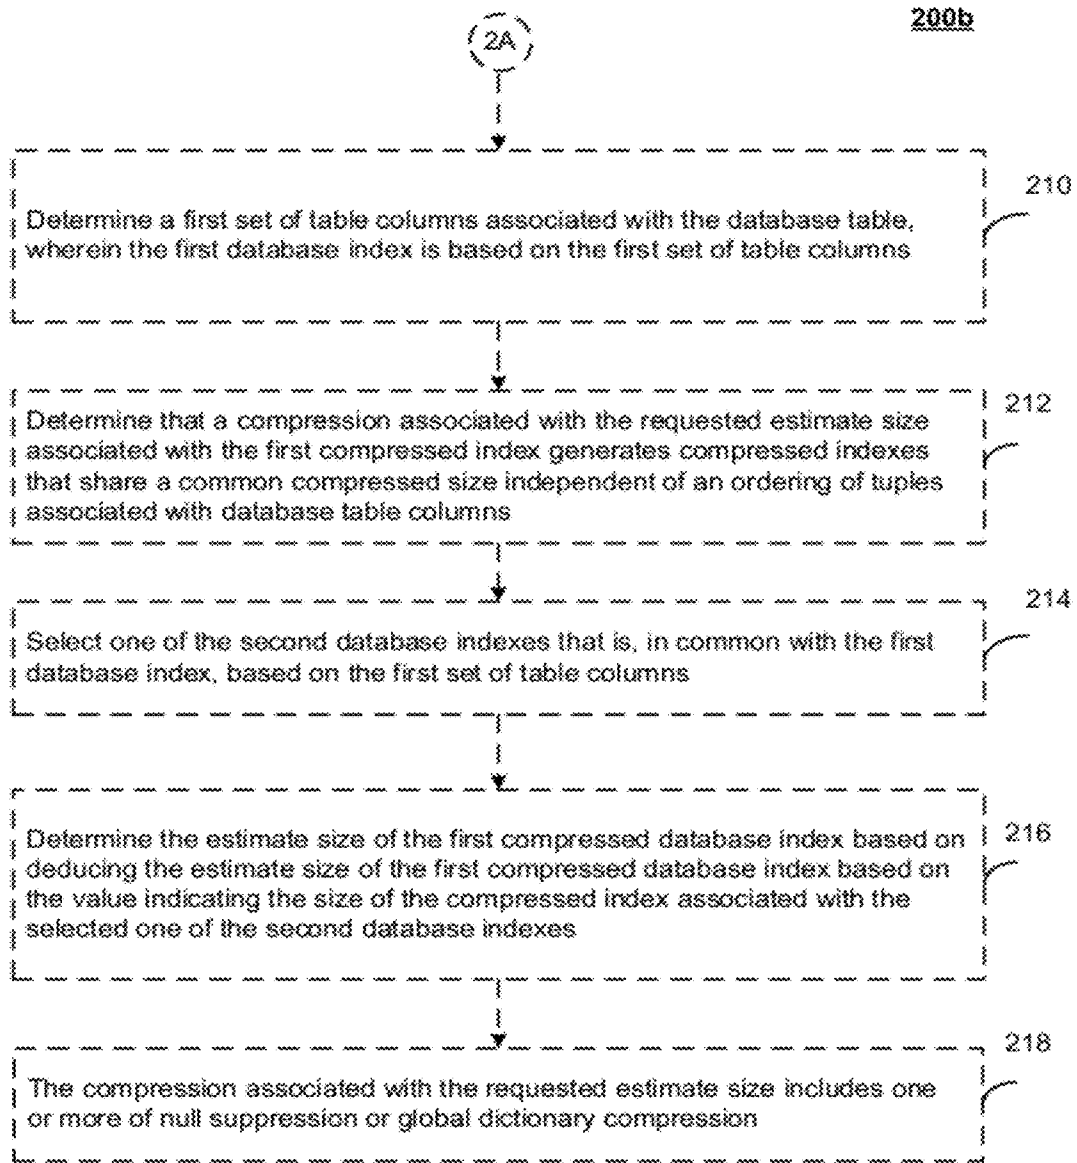 200b
2A
210
Determine a first set of table columns associated with the database table,
wherein the first database index is based on the first set of table columns
212
Determine that a compression associated with the requested estimate size
associated with the first compressed index generates compressed indexes
that share a common compressed size independent of an ordering of tuples
associated with database table columns
214
Select one of the second database indexes that is, in common with the first
database index, based on the first set of table columns
216
Determine the estimate size of the first compressed database index based on
deducing the estimate size of the first compressed database index based on
the value indicating the size of the compressed index associated with the
selected one of the second database indexes
218
The compression associated with the requested estimate size includes one
or more of null suppression or global dictionary compression